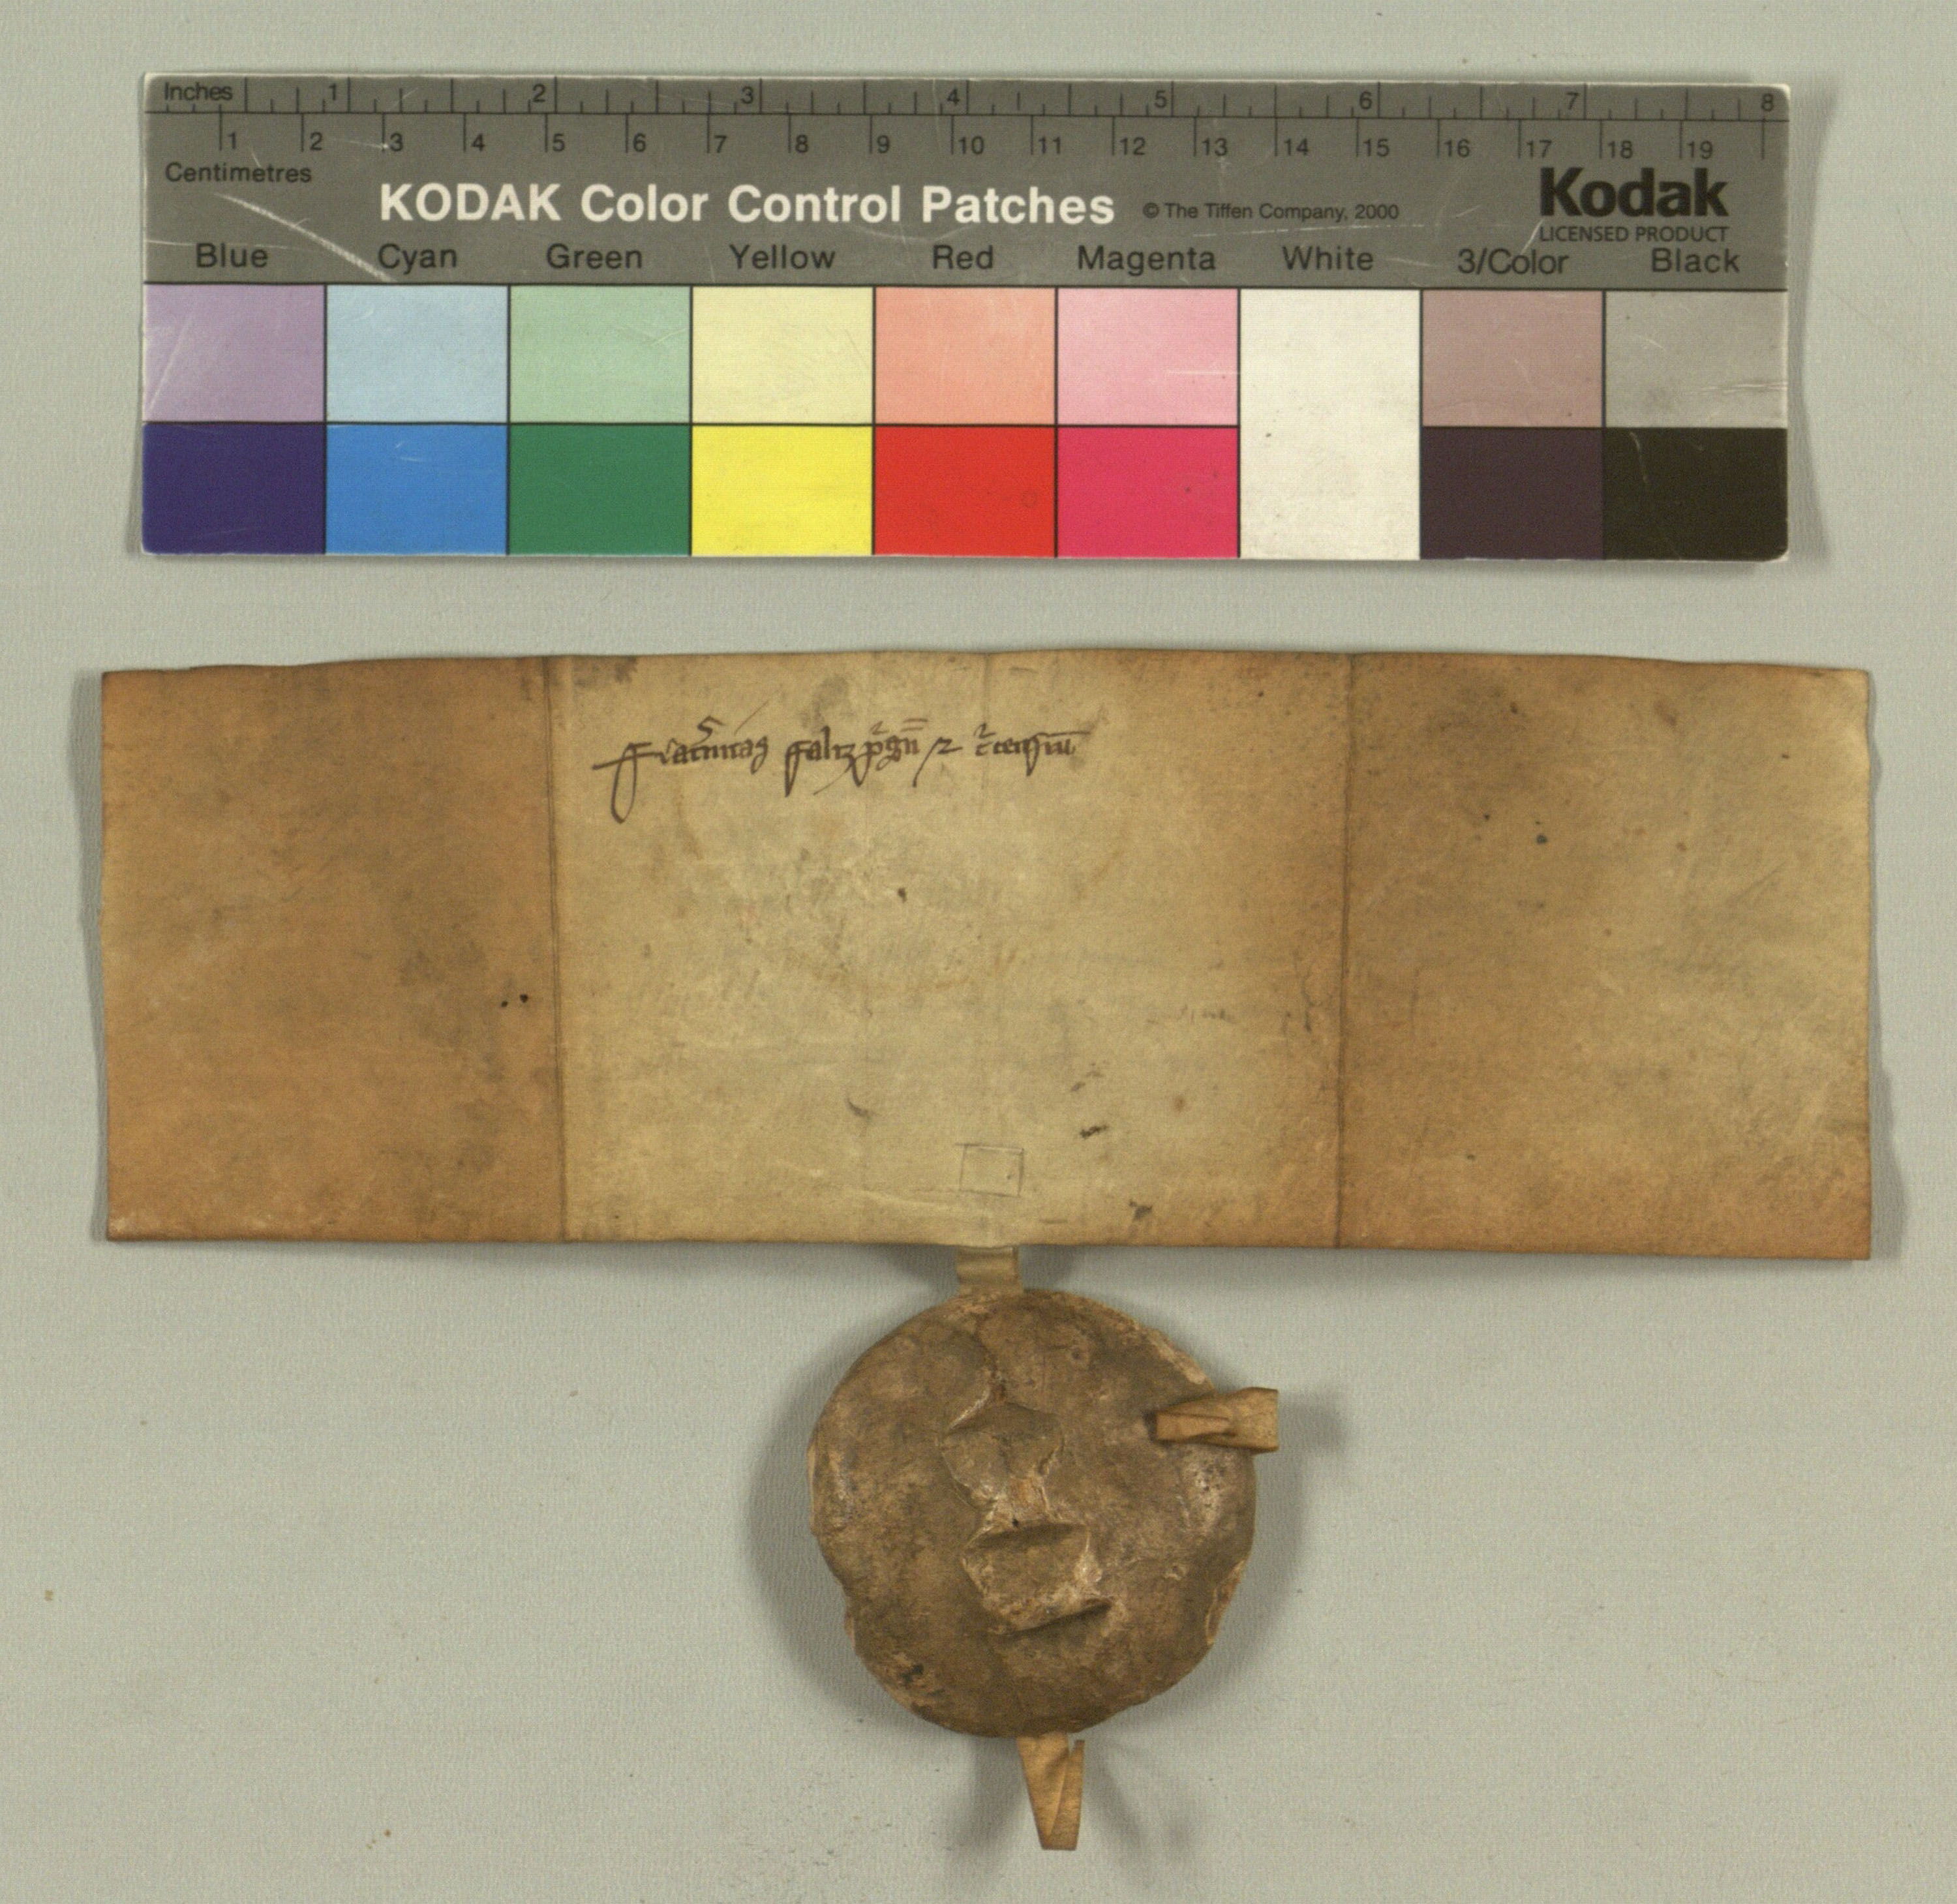 Inches 1 2 3 4 5 6 7 8
1 2 3 4 5 6 7 8 9 10 11 12 13 14 15 16 17 18 19
Centimetres
KODAK Color Control Patches © The Tiffen Company, 2000 Kodak
LICENSED PRODUCT
Blue Cyan Green Yellow Red Magenta White 3/Color Black